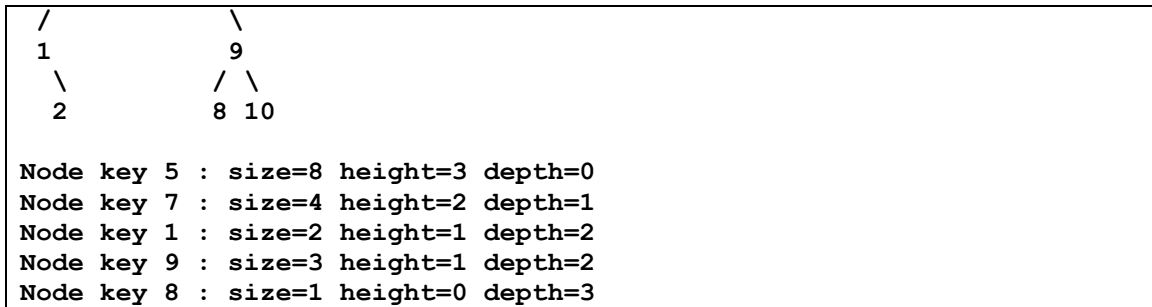 / \
1 9
\ / \
2 8 10
Node key 5 : size=8 height=3 depth=0
Node key 7 : size=4 height=2 depth=1
Node key 1 : size=2 height=1 depth=2
Node key 9 : size=3 height=1 depth=2
Node key 8 : size=1 height=0 depth=3